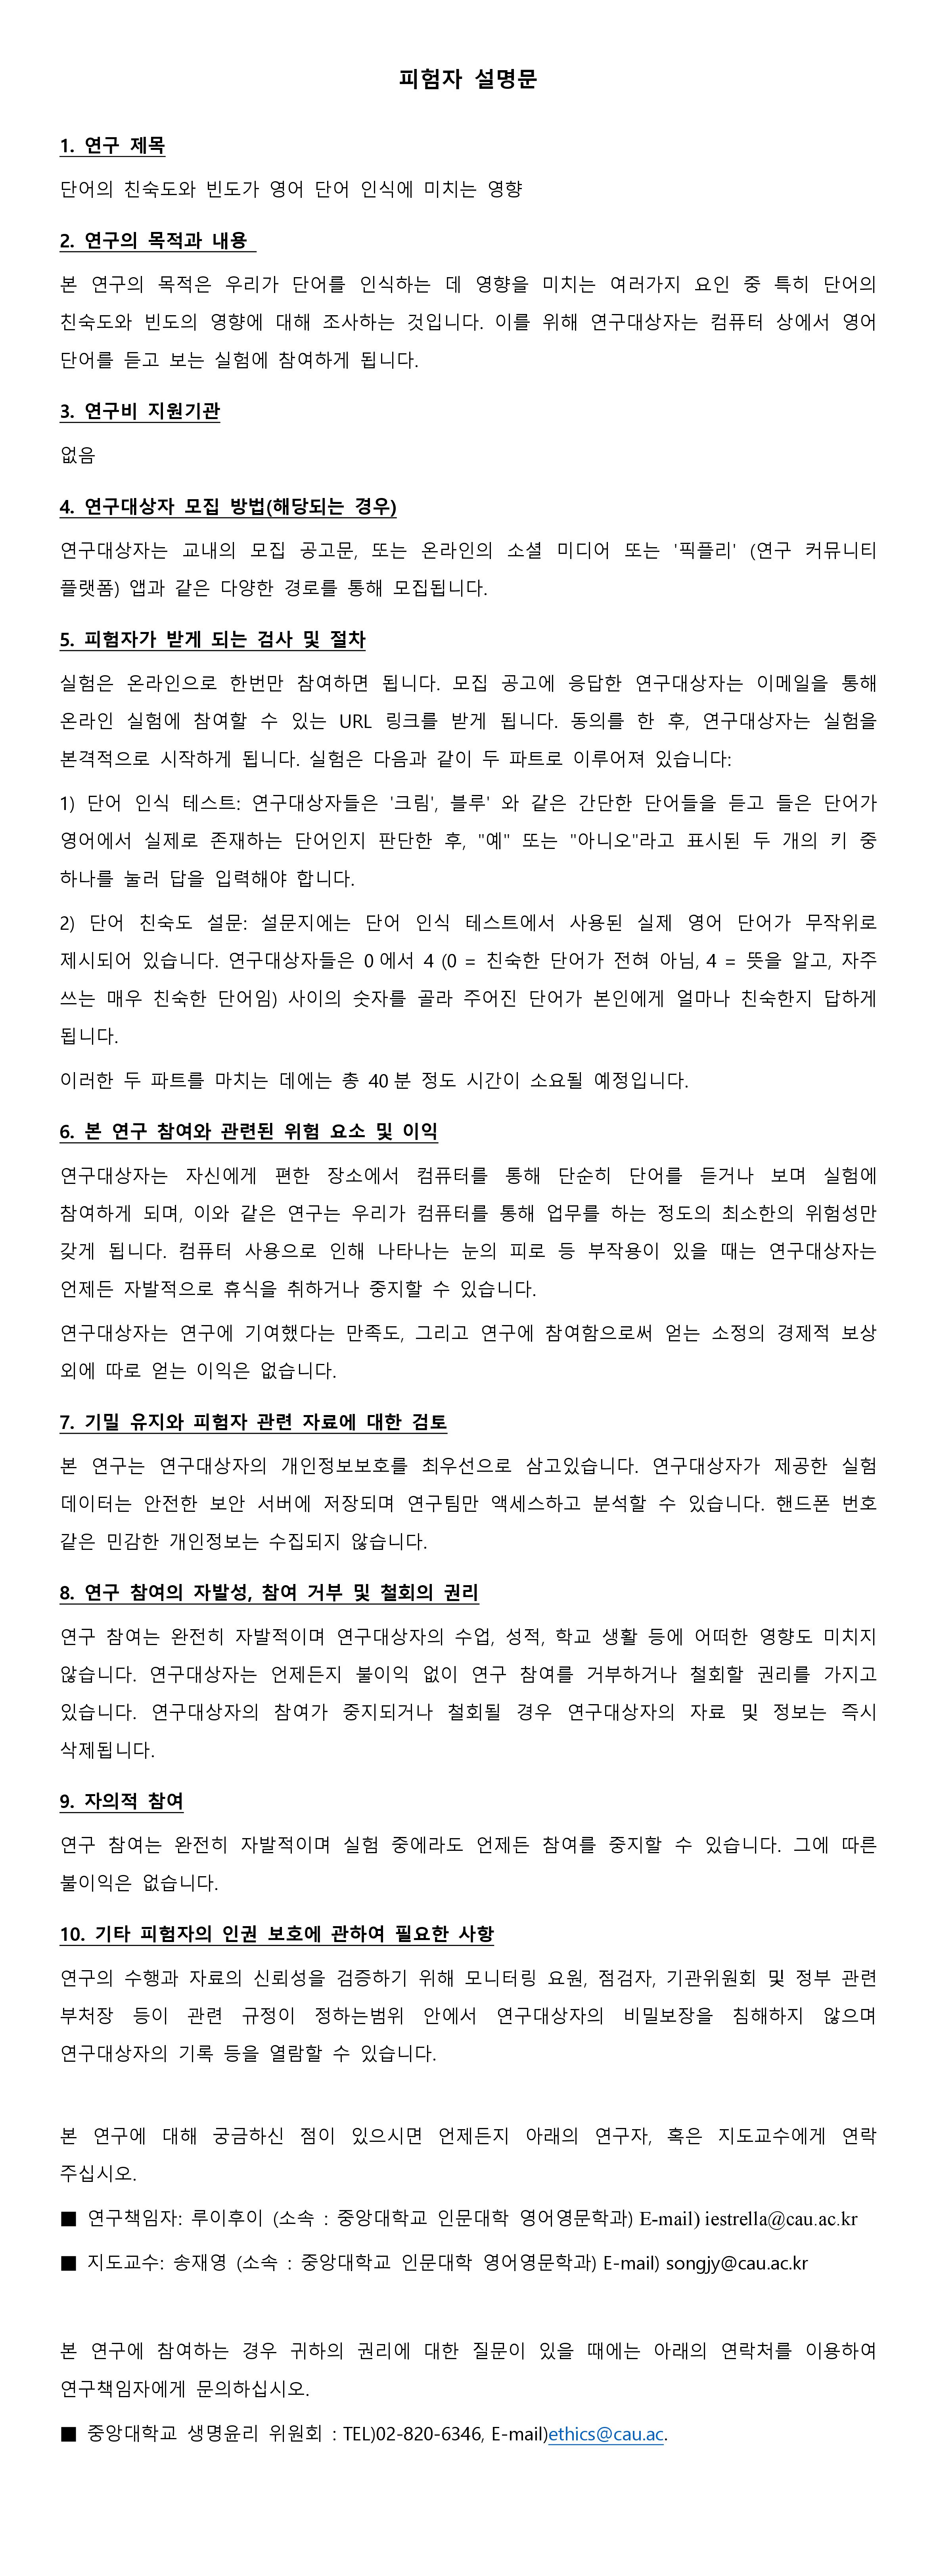 피험자 설명문
1. 연구 제목
단어의 친숙도와 빈도가 영어 단어 인식에 미치는 영향
2. 연구의 목적과 내용
본 연구의 목적은 우리가 단어를 인식하는 데 영향을 미치는 여러가지 요인 중 특히 단어의
친숙도와 빈도의 영향에 대해 조사하는 것입니다. 이를 위해 연구대상자는 컴퓨터 상에서 영어
단어를 듣고 보는 실험에 참여하게 됩니다.
3. 연구비 지원기관
없음
4. 연구대상자 모집 방법(해당되는 경우)
연구대상자는 교내의 모집 공고문, 또는 온라인의 소셜 미디어 또는 '픽플리' (연구 커뮤니티
플랫폼) 앱과 같은 다양한 경로를 통해 모집됩니다.
5. 피험자가 받게 되는 검사 및 절차
실험은 온라인으로 한번만 참여하면 됩니다. 모집 공고에 응답한 연구대상자는 이메일을 통해
온라인 실험에 참여할 수 있는 URL 링크를 받게 됩니다. 동의를 한 후, 연구대상자는 실험을
본격적으로 시작하게 됩니다. 실험은 다음과 같이 두 파트로 이루어져 있습니다:
1) 단어 인식 테스트: 연구대상자들은 '크림', 블루' 와 같은 간단한 단어들을 듣고 들은 단어가
영어에서 실제로 존재하는 단어인지 판단한 후, "예" 또는 "아니오"라고 표시된 두 개의 키 중
하나를 눌러 답을 입력해야 합니다.
2) 단어 친숙도 설문: 설문지에는 단어 인식 테스트에서 사용된 실제 영어 단어가 무작위로
제시되어 있습니다. 연구대상자들은 0에서 4 (0 = 친숙한 단어가 전혀 아님, 4 = 뜻을 알고, 자주
쓰는 매우 친숙한 단어임) 사이의 숫자를 골라 주어진 단어가 본인에게 얼마나 친숙한지 답하게
됩니다.
이러한 두 파트를 마치는 데에는 총 40분 정도 시간이 소요될 예정입니다.
6. 본 연구 참여와 관련된 위험 요소 및 이익
연구대상자는 자신에게 편한 장소에서 컴퓨터를 통해 단순히 단어를 듣거나 보며 실험에
참여하게 되며, 이와 같은 연구는 우리가 컴퓨터를 통해 업무를 하는 정도의 최소한의 위험성만
갖게 됩니다. 컴퓨터 사용으로 인해 나타나는 눈의 피로 등 부작용이 있을 때는 연구대상자는
언제든 자발적으로 휴식을 취하거나 중지할 수 있습니다.
연구대상자는 연구에 기여했다는 만족도, 그리고 연구에 참여함으로써 얻는 소정의 경제적 보상
외에 따로 얻는 이익은 없습니다.
7. 기밀 유지와 피험자 관련 자료에 대한 검토
본 연구는 연구대상자의 개인정보보호를 최우선으로 삼고있습니다. 연구대상자가 제공한 실험
데이터는 안전한 보안 서버에 저장되며 연구팀만 액세스하고 분석할 수 있습니다. 핸드폰 번호
같은 민감한 개인정보는 수집되지 않습니다.
8. 연구 참여의 자발성, 참여 거부 및 철회의 권리
연구 참여는 완전히 자발적이며 연구대상자의 수업, 성적, 학교 생활 등에 어떠한 영향도 미치지
않습니다. 연구대상자는 언제든지 불이익 없이 연구 참여를 거부하거나 철회할 권리를 가지고
있습니다. 연구대상자의 참여가 중지되거나 철회될 경우 연구대상자의 자료 및 정보는 즉시
삭제됩니다.
9. 자의적 참여
연구 참여는 완전히 자발적이며 실험 중에라도 언제든 참여를 중지할 수 있습니다. 그에 따른
불이익은 없습니다.
10. 기타 피험자의 인권 보호에 관하여 필요한 사항
연구의 수행과 자료의 신뢰성을 검증하기 위해 모니터링 요원, 점검자, 기관위원회 및 정부 관련
부처장 등이 관련 규정이 정하는범위 안에서 연구대상자의 비밀보장을 침해하지 않으며
연구대상자의 기록 등을 열람할 수 있습니다.
본 연구에 대해 궁금하신 점이 있으시면 언제든지 아래의 연구자, 혹은 지도교수에게 연락
주십시오.
■ 연구책임자: 루이후이 (소속 : 중앙대학교 인문대학 영어영문학과) E-mail) iestrella@cau.ac.kr
■ 지도교수: 송재영 (소속 : 중앙대학교 인문대학 영어영문학과) E-mail) songjy@cau.ac.kr
본 연구에 참여하는 경우 귀하의 권리에 대한 질문이 있을 때에는 아래의 연락처를 이용하여
연구책임자에게 문의하십시오.
■ 중앙대학교 생명윤리 위원회 : TEL)02-820-6346, E-mail)ethics@cau.ac.